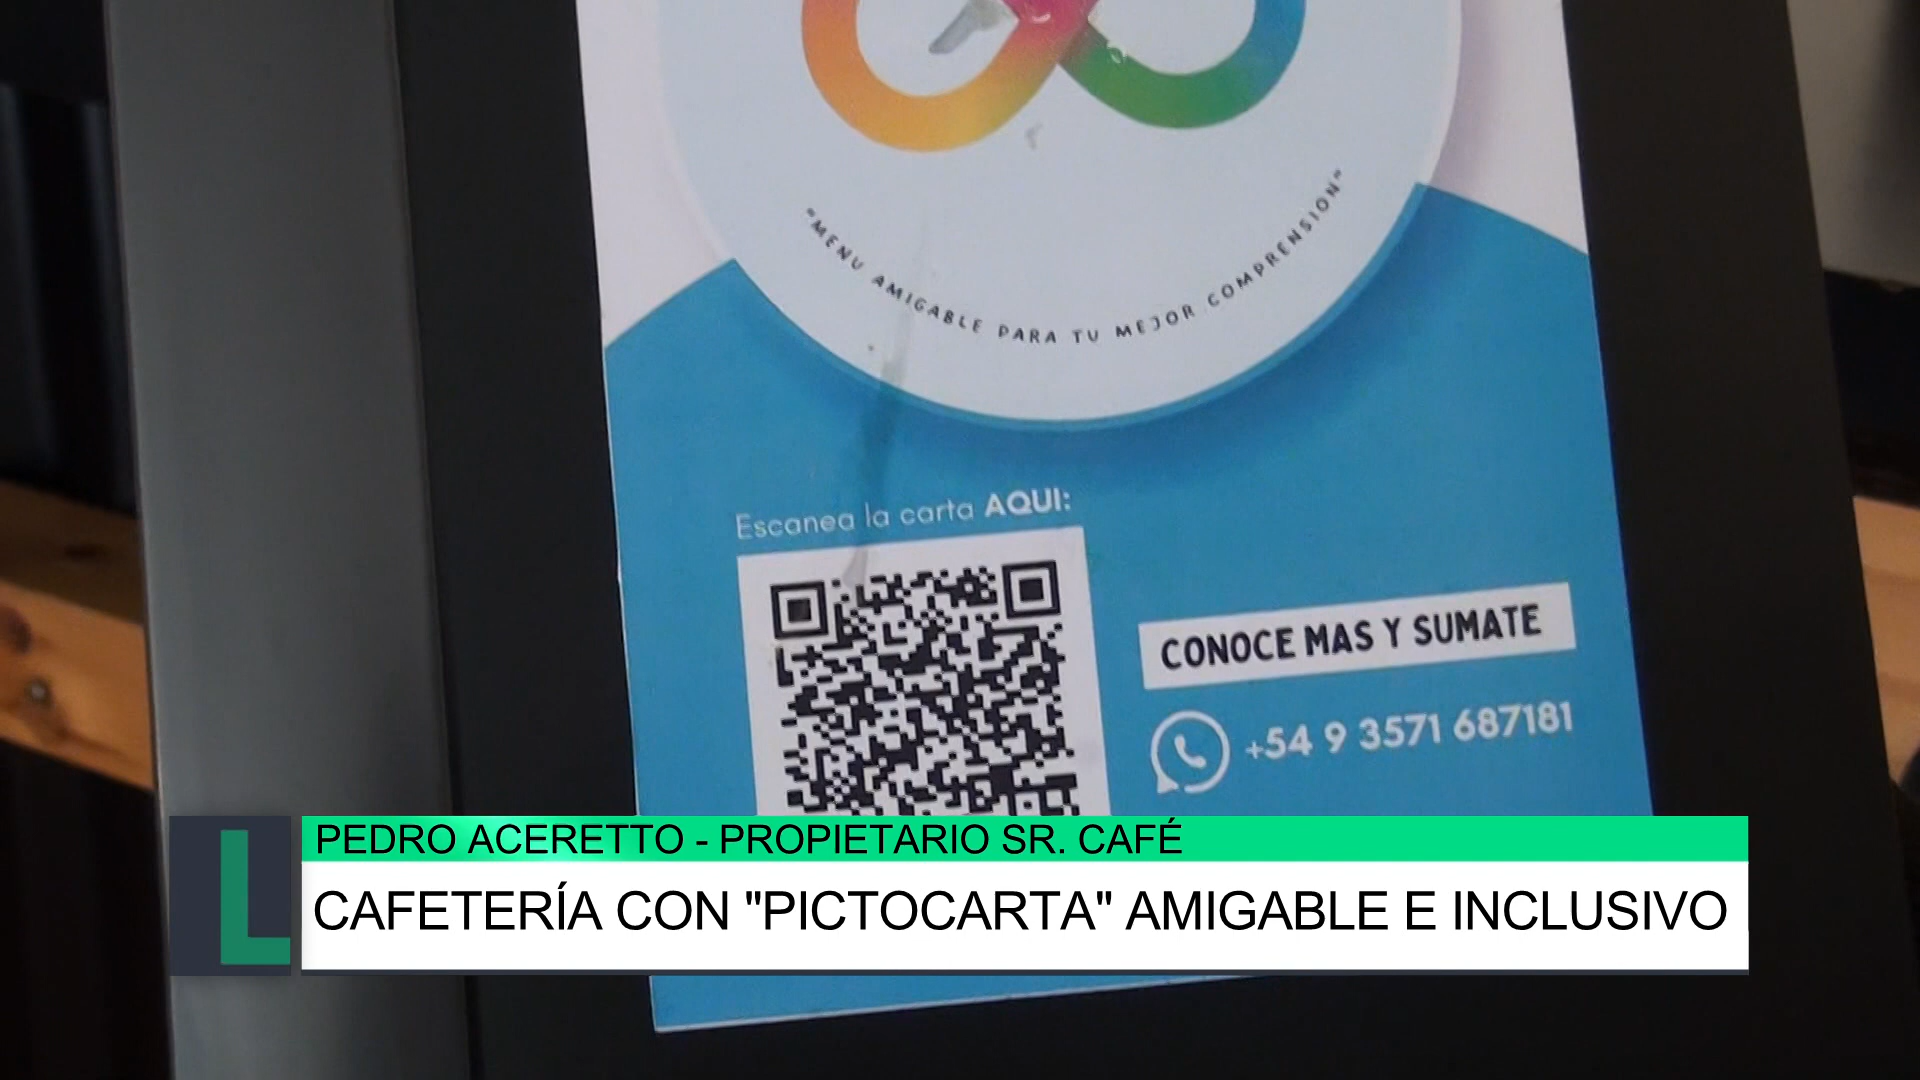 "MENU AMIGABLE PARA TU MEJOR COMPRENSION"
Escanea la carta AQUI:
CONOCE MAS Y SUMATE
+54 9 3571 687181
L
PEDRO ACERETTO - PROPIETARIO SR. CAFÉ
CAFETERÍA CON "PICTOCARTA" AMIGABLE E INCLUSIVO